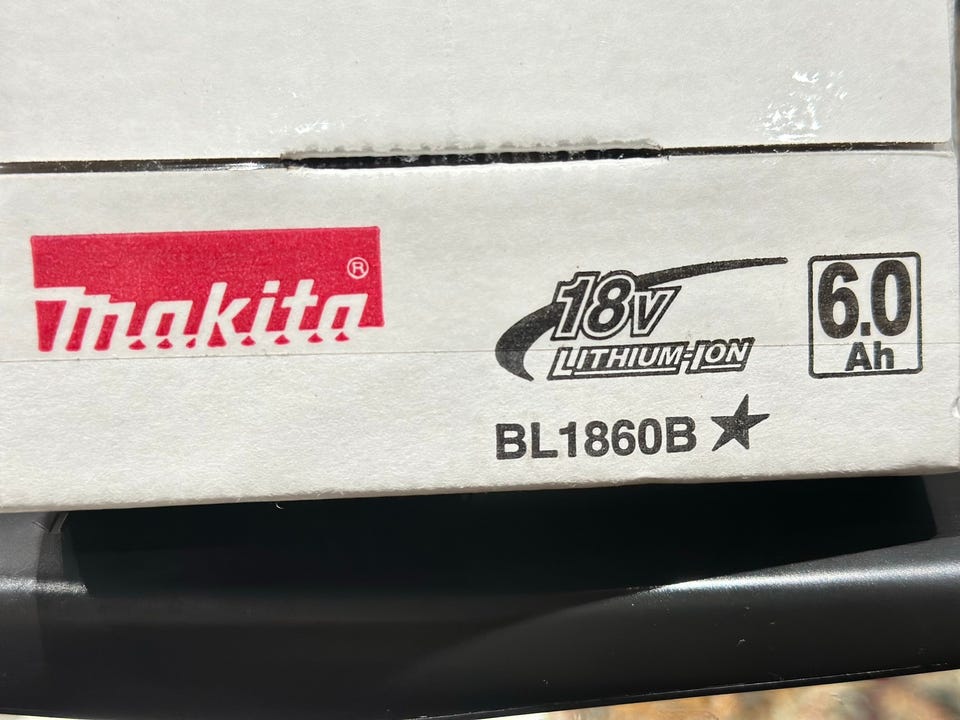 makita®
18V
LITHIUM-ION
6.0
Ah
BL1860B★